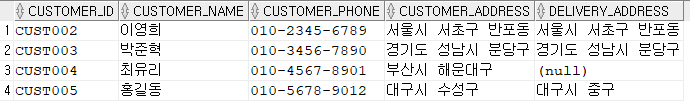 CUSTOMER_ID CUSTOMER_NAME CUSTOMER_PHONE CUSTOMER_ADDRESS DELIVERY_ADDRESS
1 CUST002 이영희 010-2345-6789 서울시 서초구 반포동 서울시 서초구 반포동
2 CUST003 박준혁 010-3456-7890 경기도 성남시 분당구 경기도 성남시 분당구
3 CUST004 최유리 010-4567-8901 부산시 해운대구 (null)
4 CUST005 홍길동 010-5678-9012 대구시 수성구 대구시 중구